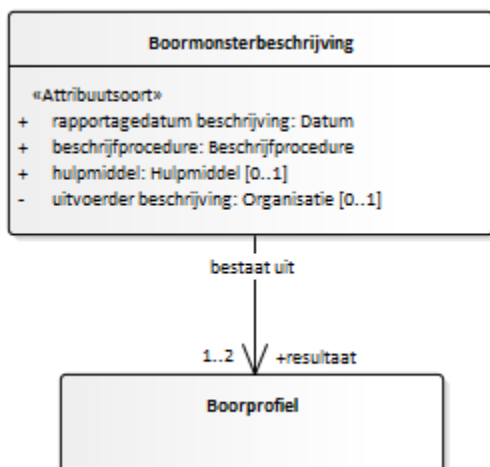 Boormonsterbeschrijving
«Attribuutsoort»
+ rapportagedatum beschrijving: Datum
+ beschrijfprocedure: Beschrijfprocedure
+ hulpmiddel: Hulpmiddel [0..1]
- uitvoerder beschrijving: Organisatie [0..1]
bestaat uit
1..2 +resultaat
Boorprofiel